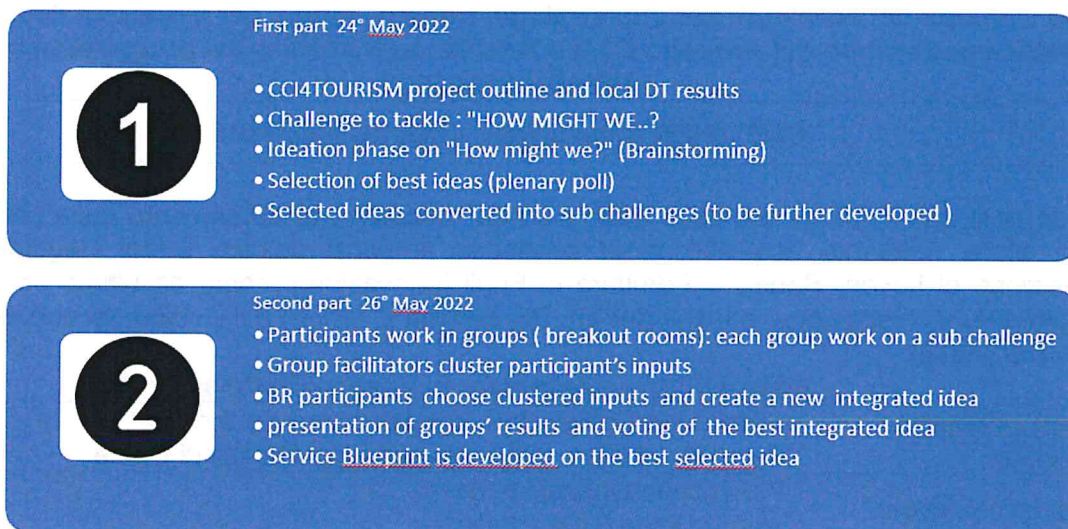 First part 24° May 2022
1
• CCI4TOURISM project outline and local DT results
• Challenge to tackle : "HOW MIGHT WE..?
• Ideation phase on "How might we?" (Brainstorming)
• Selection of best ideas (plenary poll)
• Selected ideas converted into sub challenges (to be further developed )
Second part 26° May 2022
2
• Participants work in groups ( breakout rooms): each group work on a sub challenge
• Group facilitators cluster participant's inputs
• BR participants choose clustered inputs and create a new integrated idea
• presentation of groups' results and voting of the best integrated idea
• Service Blueprint is developed on the best selected idea